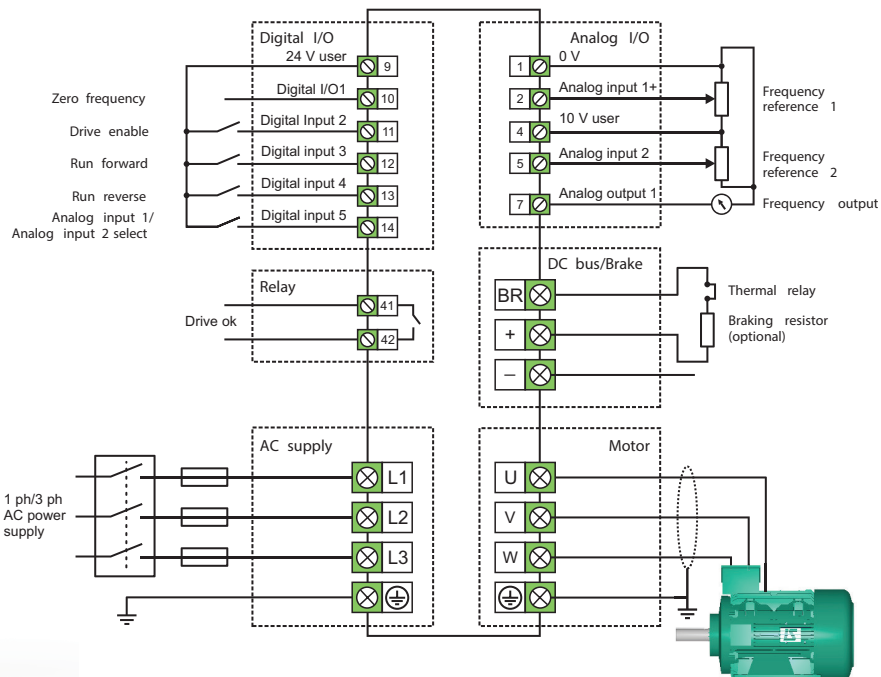 Digital I/O
24 V user
9
Zero frequency
Digital I/O1
10
Drive enable
Digital Input 2
11
Run forward
Digital input 3
12
Run reverse
Digital input 4
13
Analog input 1/
Analog input 2 select
Digital input 5
14
Analog I/O
0 V
1
2
Analog input 1+
Frequency
reference 1
10 V user
4
5
Analog input 2
Frequency
reference 2
7
Analog output 1
Frequency output
Relay
41
Drive ok
42
DC bus/Brake
BR
Thermal relay
+
Braking resistor
(optional)
–
AC supply
L1
1 ph/3 ph
AC power
supply
L2
L3
Motor
U
V
W